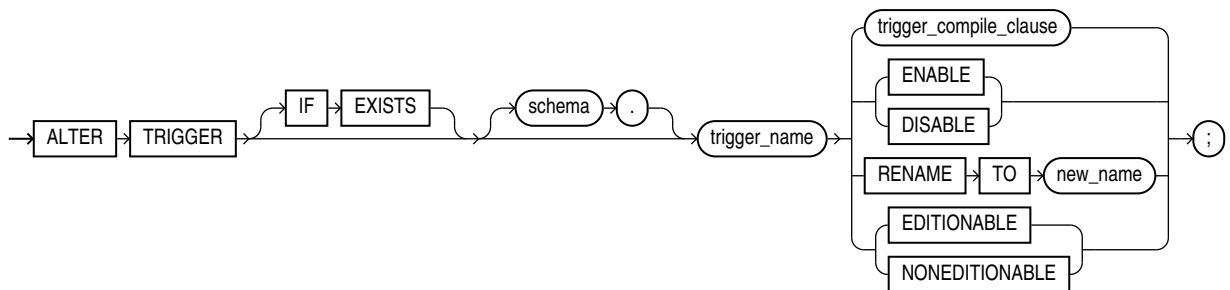 trigger_compile_clause
ENABLE
IF EXISTS schema .
DISABLE
ALTER TRIGGER trigger_name ;
RENAME TO new_name
EDITIONABLE
NONEDITIONABLE